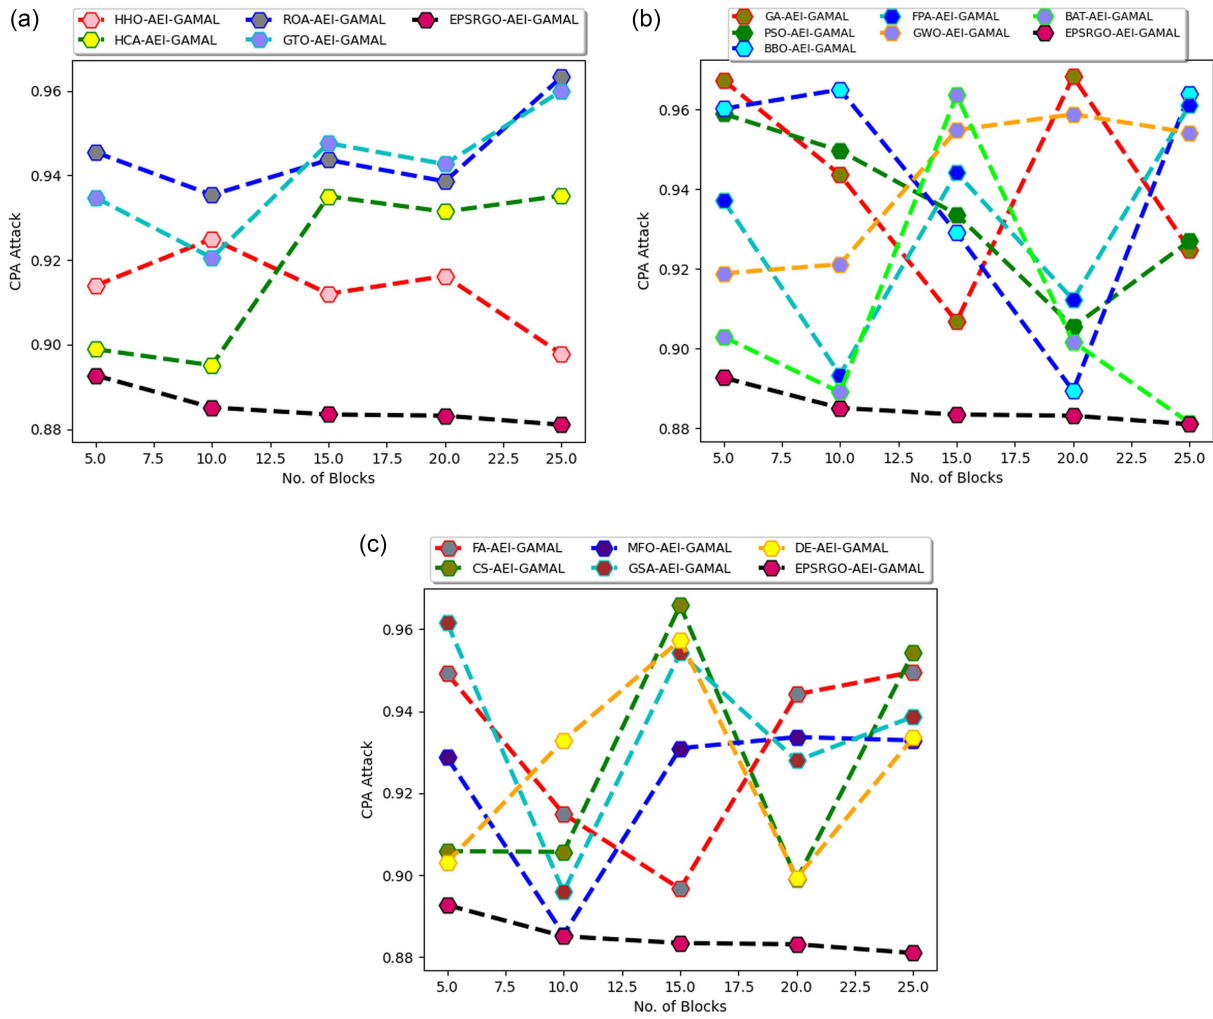 (a)
HHO-AEI-GAMAL ROA-AEI-GAMAL EPSRGO-AEI-GAMAL
HCA-AEI-GAMAL GTO-AEI-GAMAL
0.96
0.94
0.92
0.90
0.88
CPA Attack
5.0 7.5 10.0 12.5 15.0 17.5 20.0 22.5 25.0
No. of Blocks
(b)
GA-AEI-GAMAL FPA-AEI-GAMAL BAT-AEI-GAMAL
PSO-AEI-GAMAL GWO-AEI-GAMAL EPSRGO-AEI-GAMAL
BBO-AEI-GAMAL
0.96
0.94
0.92
0.90
0.88
CPA Attack
5.0 7.5 10.0 12.5 15.0 17.5 20.0 22.5 25.0
No. of Blocks
(c)
FA-AEI-GAMAL MFO-AEI-GAMAL DE-AEI-GAMAL
CS-AEI-GAMAL GSA-AEI-GAMAL EPSRGO-AEI-GAMAL
0.96
0.94
0.92
0.90
0.88
CPA Attack
5.0 7.5 10.0 12.5 15.0 17.5 20.0 22.5 25.0
No. of Blocks